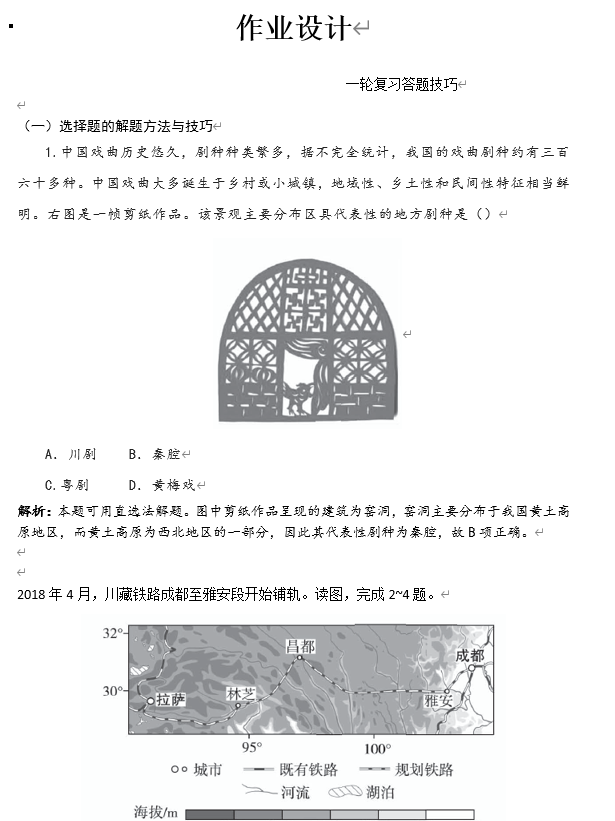 作业设计
一轮复习答题技巧
（一）选择题的解题方法与技巧
1.中国戏曲历史悠久，剧种种类繁多，据不完全统计，我国的戏曲剧种约有三百
六十多种。中国戏曲大多诞生于乡村或小城镇，地域性、乡土性和民间性特征相当鲜
明。右图是一帧剪纸作品。该景观主要分布区具代表性的地方剧种是（）
A．川剧 B．秦腔
C.粤剧 D．黄梅戏
解析：本题可用直选法解题。图中剪纸作品呈现的建筑为窑洞，窑洞主要分布于我国黄土高
原地区，而黄土高原为西北地区的一部分，因此其代表性剧种为秦腔，故B项正确。
2018年4月，川藏铁路成都至雅安段开始铺轨。读图，完成2~4题。
32°
昌都
成都
30°
拉萨
林芝
雅安
95° 100°
城市 既有铁路 规划铁路
河流 湖泊
海拔/m